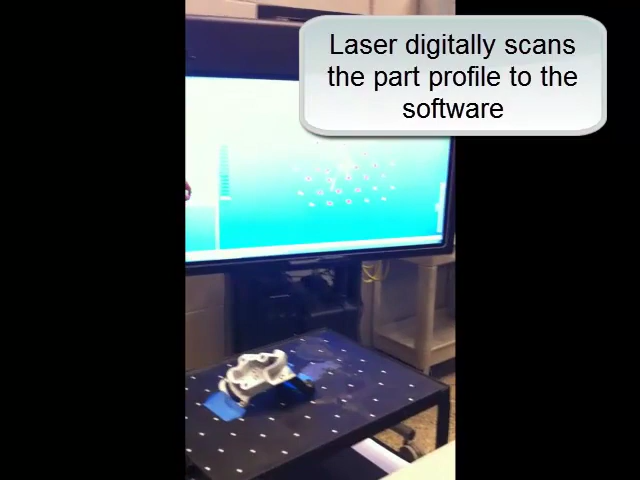 Laser digitally scans
the part profile to the
software